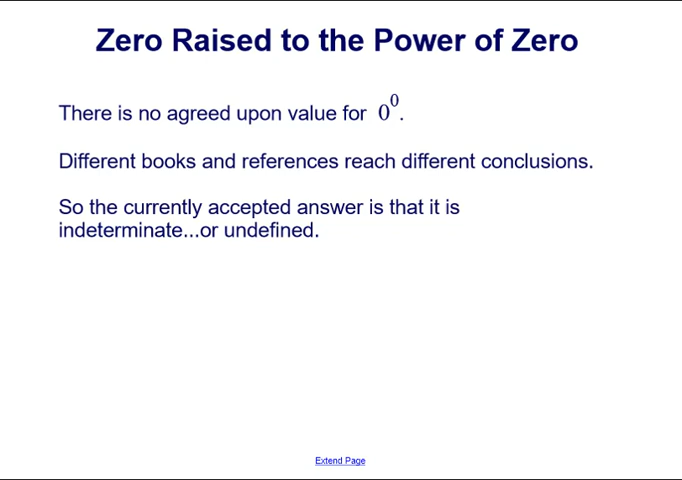 Zero Raised to the Power of Zero
There is no agreed upon value for 0⁰.
Different books and references reach different conclusions.
So the currently accepted answer is that it is
indeterminate...or undefined.
Extend Page